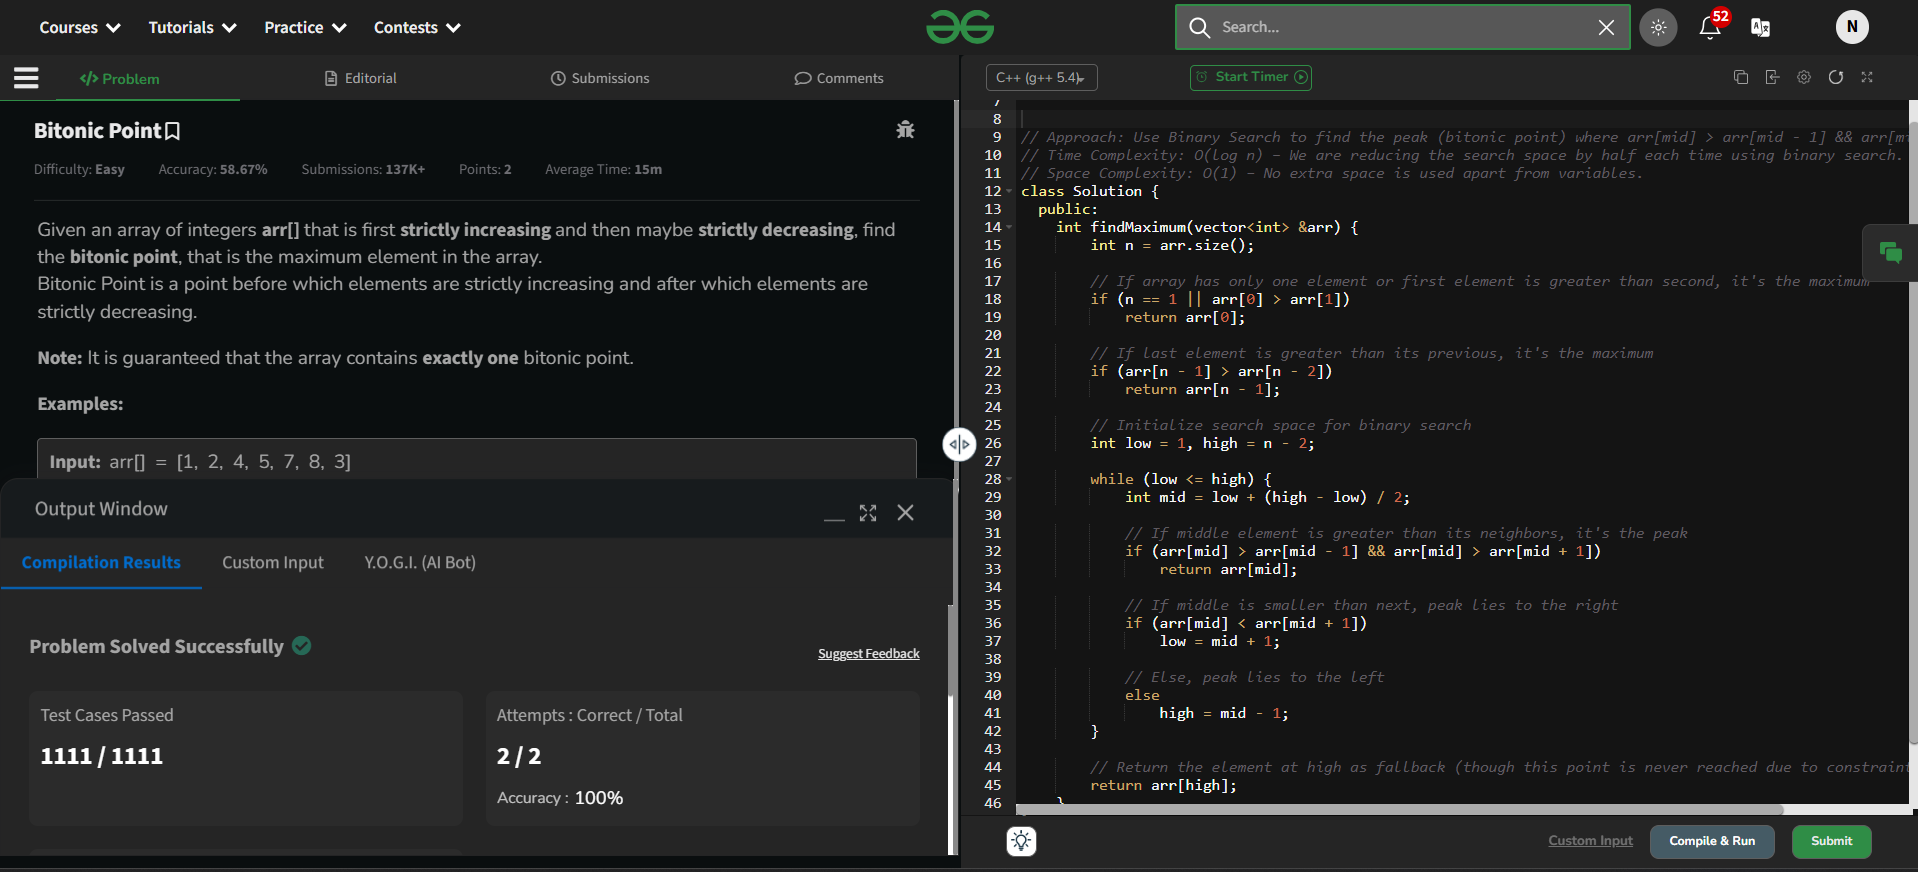 Courses Tutorials Practice Contests Search... 52 N
</> Problem Editorial Submissions Comments
Bitonic Point
Difficulty: Easy Accuracy: 58.67% Submissions: 137K+ Points: 2 Average Time: 15m
Given an array of integers arr[] that is first strictly increasing and then maybe strictly decreasing, find
the bitonic point, that is the maximum element in the array.
Bitonic Point is a point before which elements are strictly increasing and after which elements are
strictly decreasing.
Note: It is guaranteed that the array contains exactly one bitonic point.
Examples:
Input: arr[] = [1, 2, 4, 5, 7, 8, 3]
Output Window
Compilation Results Custom Input Y.O.G.I. (AI Bot)
Problem Solved Successfully
Suggest Feedback
Test Cases Passed
1111 / 1111
Attempts : Correct / Total
2 / 2
Accuracy : 100%
C++ (g++ 5.4) Start Timer
7
8
9 // Approach: Use Binary Search to find the peak (bitonic point) where arr[mid] > arr[mid - 1] && arr[m
10 // Time Complexity: O(log n) - We are reducing the search space by half each time using binary search.
11 // Space Complexity: O(1) - No extra space is used apart from variables.
12 class Solution {
13 public:
14 int findMaximum(vector<int> &arr) {
15 int n = arr.size();
16
17 // If array has only one element or first element is greater than second, it's the maximum
18 if (n == 1 || arr[0] > arr[1])
19 return arr[0];
20
21 // If last element is greater than its previous, it's the maximum
22 if (arr[n - 1] > arr[n - 2])
23 return arr[n - 1];
24
25 // Initialize search space for binary search
26 int low = 1, high = n - 2;
27
28 while (low <= high) {
29 int mid = low + (high - low) / 2;
30
31 // If middle element is greater than its neighbors, it's the peak
32 if (arr[mid] > arr[mid - 1] && arr[mid] > arr[mid + 1])
33 return arr[mid];
34
35 // If middle is smaller than next, peak lies to the right
36 if (arr[mid] < arr[mid + 1])
37 low = mid + 1;
38
39 // Else, peak lies to the left
40 else
41 high = mid - 1;
42 }
43
44 // Return the element at high as fallback (though this point is never reached due to constraint
45 return arr[high];
46 }
Custom Input Compile & Run Submit